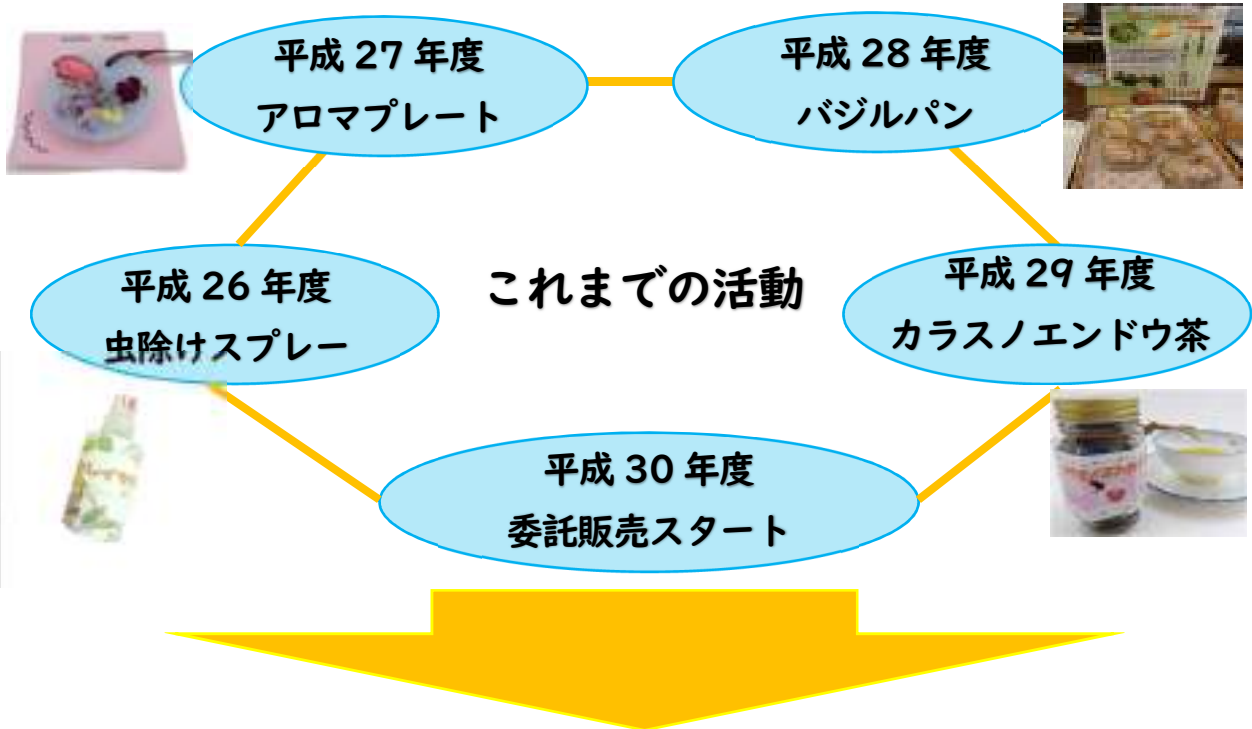 平成 27 年度
アロマプレート
平成 28 年度
バジルパン
平成 26 年度
虫除けスプレー
これまでの活動
平成 29 年度
カラスノエンドウ茶
平成 30 年度
委託販売スタート